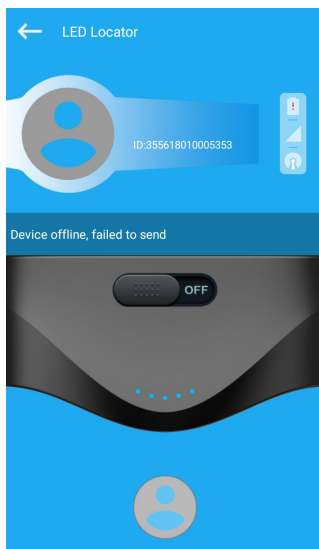 LED Locator
ID:355618010005353
Device offline, failed to send
OFF